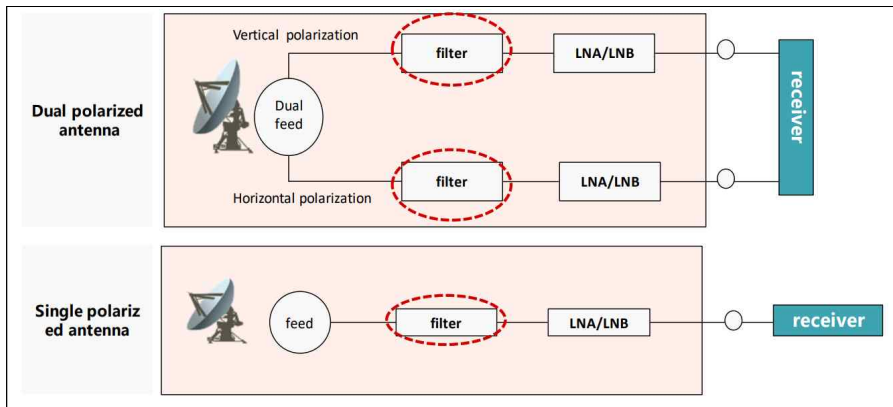 Dual polarized
antenna
Vertical polarization
Dual
feed
Horizontal polarization
filter
LNA/LNB
filter
LNA/LNB
receiver
Single polariz
ed antenna
feed
filter
LNA/LNB
receiver